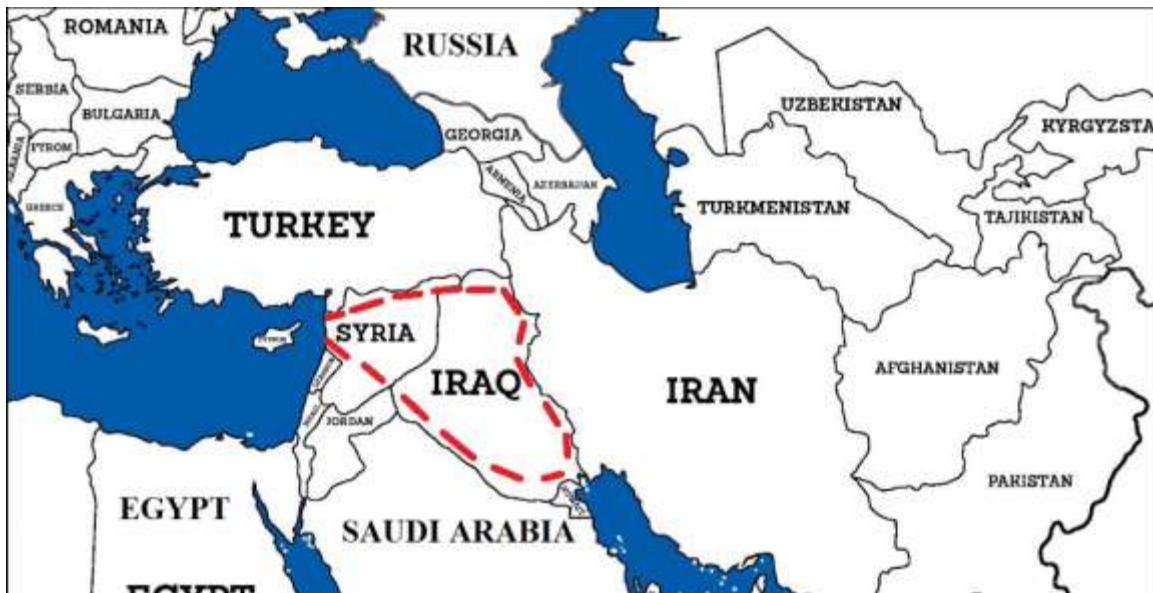 ROMANIA
RUSSIA
SERBIA
BULGARIA
UZBEKISTAN
GEORGIA
KYRGYZSTA
FYROM
ARMENIA
AZERBAIJAN
GREECE
TURKEY
TURKMENISTAN
TAJIKISTAN
SYRIA
CYPRUS
AFGHANISTAN
IRAQ
IRAN
JORDAN
PAKISTAN
EGYPT
SAUDI ARABIA
EGYPT